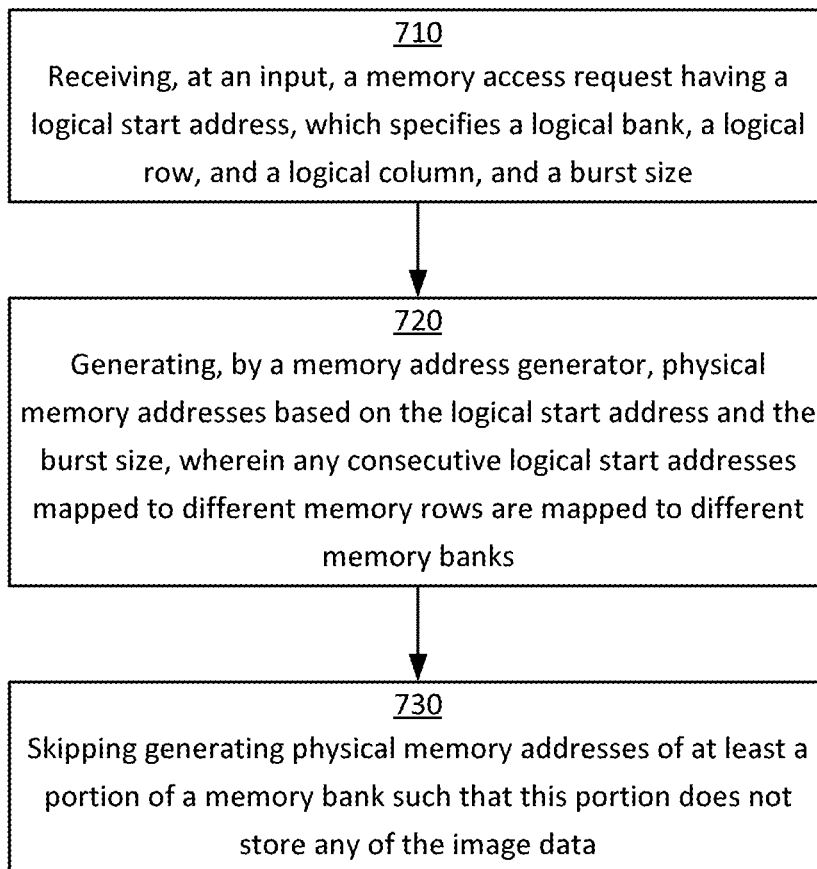 710
Receiving, at an input, a memory access request having a
logical start address, which specifies a logical bank, a logical
row, and a logical column, and a burst size
720
Generating, by a memory address generator, physical
memory addresses based on the logical start address and the
burst size, wherein any consecutive logical start addresses
mapped to different memory rows are mapped to different
memory banks
730
Skipping generating physical memory addresses of at least a
portion of a memory bank such that this portion does not
store any of the image data